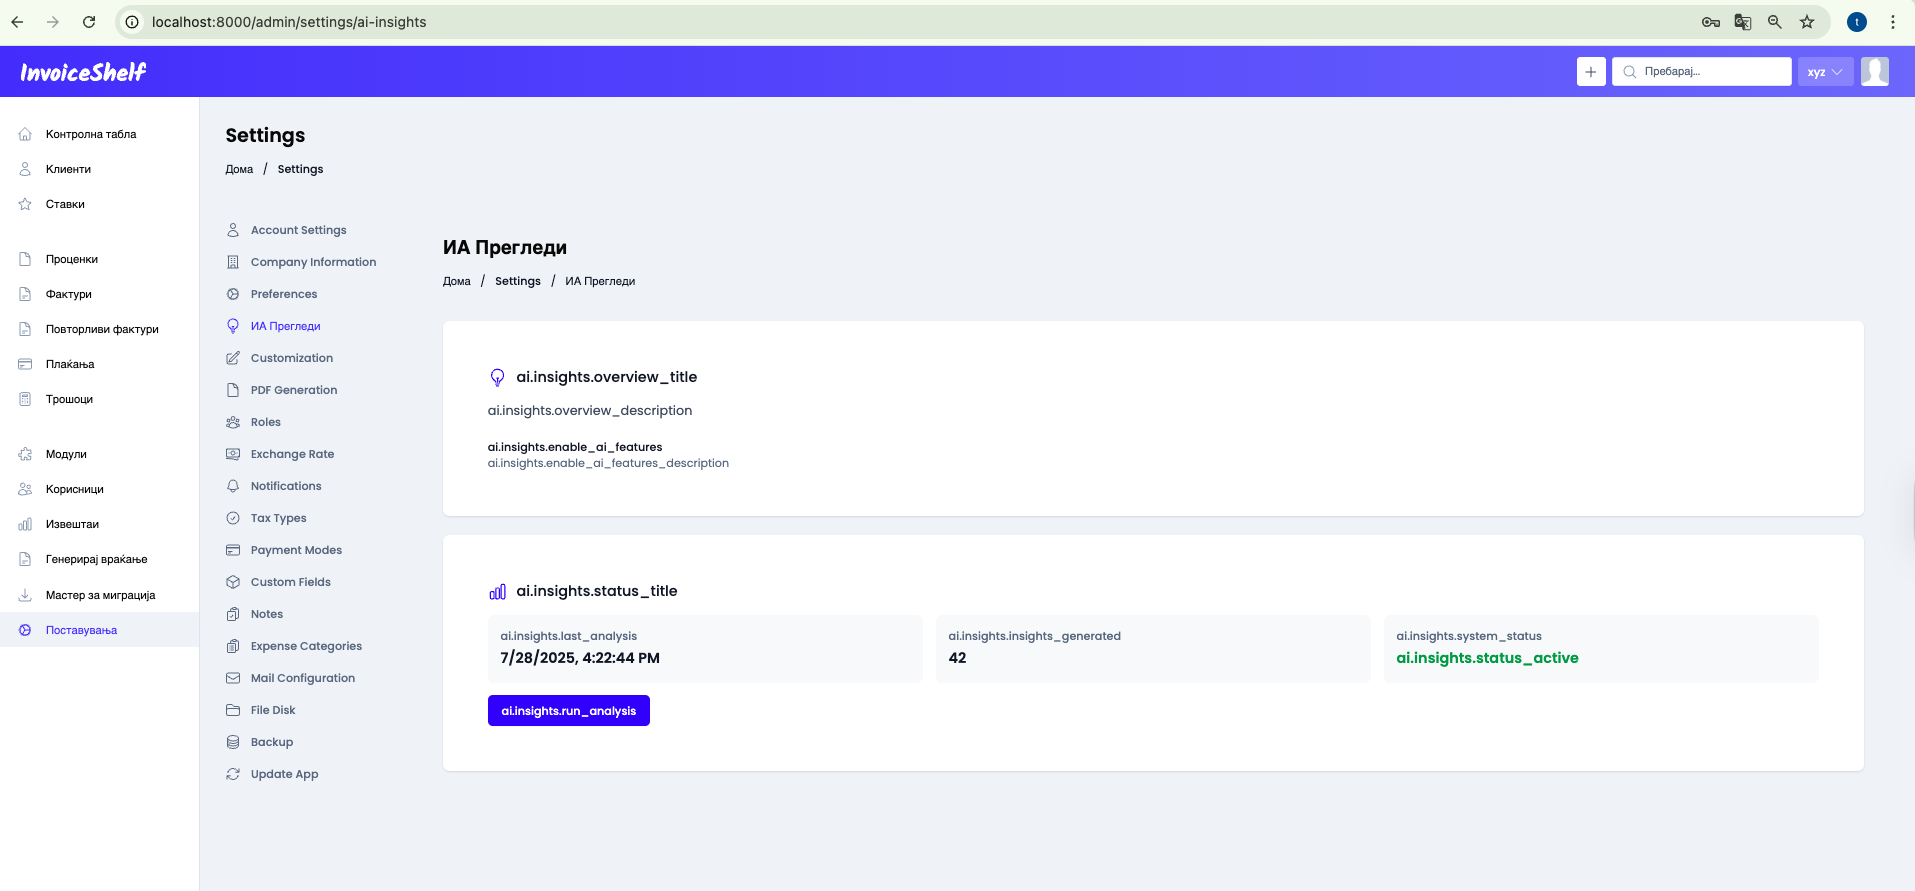 localhost:8000/admin/settings/ai-insights
t
InvoiceShelf
Пребарај...
xyz
Контролна табла
Клиенти
Ставки
Проценки
Фактури
Повторливи фактури
Плаќања
Трошоци
Модули
Корисници
Извештаи
Генерирај враќање
Мастер за миграција
Поставувања
Settings
Дома / Settings
Account Settings
Company Information
Preferences
ИА Прегледи
Customization
PDF Generation
Roles
Exchange Rate
Notifications
Tax Types
Payment Modes
Custom Fields
Notes
Expense Categories
Mail Configuration
File Disk
Backup
Update App
ИА Прегледи
Дома / Settings / ИА Прегледи
ai.insights.overview_title
ai.insights.overview_description
ai.insights.enable_ai_features
ai.insights.enable_ai_features_description
ai.insights.status_title
ai.insights.last_analysis
7/28/2025, 4:22:44 PM
ai.insights.insights_generated
42
ai.insights.system_status
ai.insights.status_active
ai.insights.run_analysis